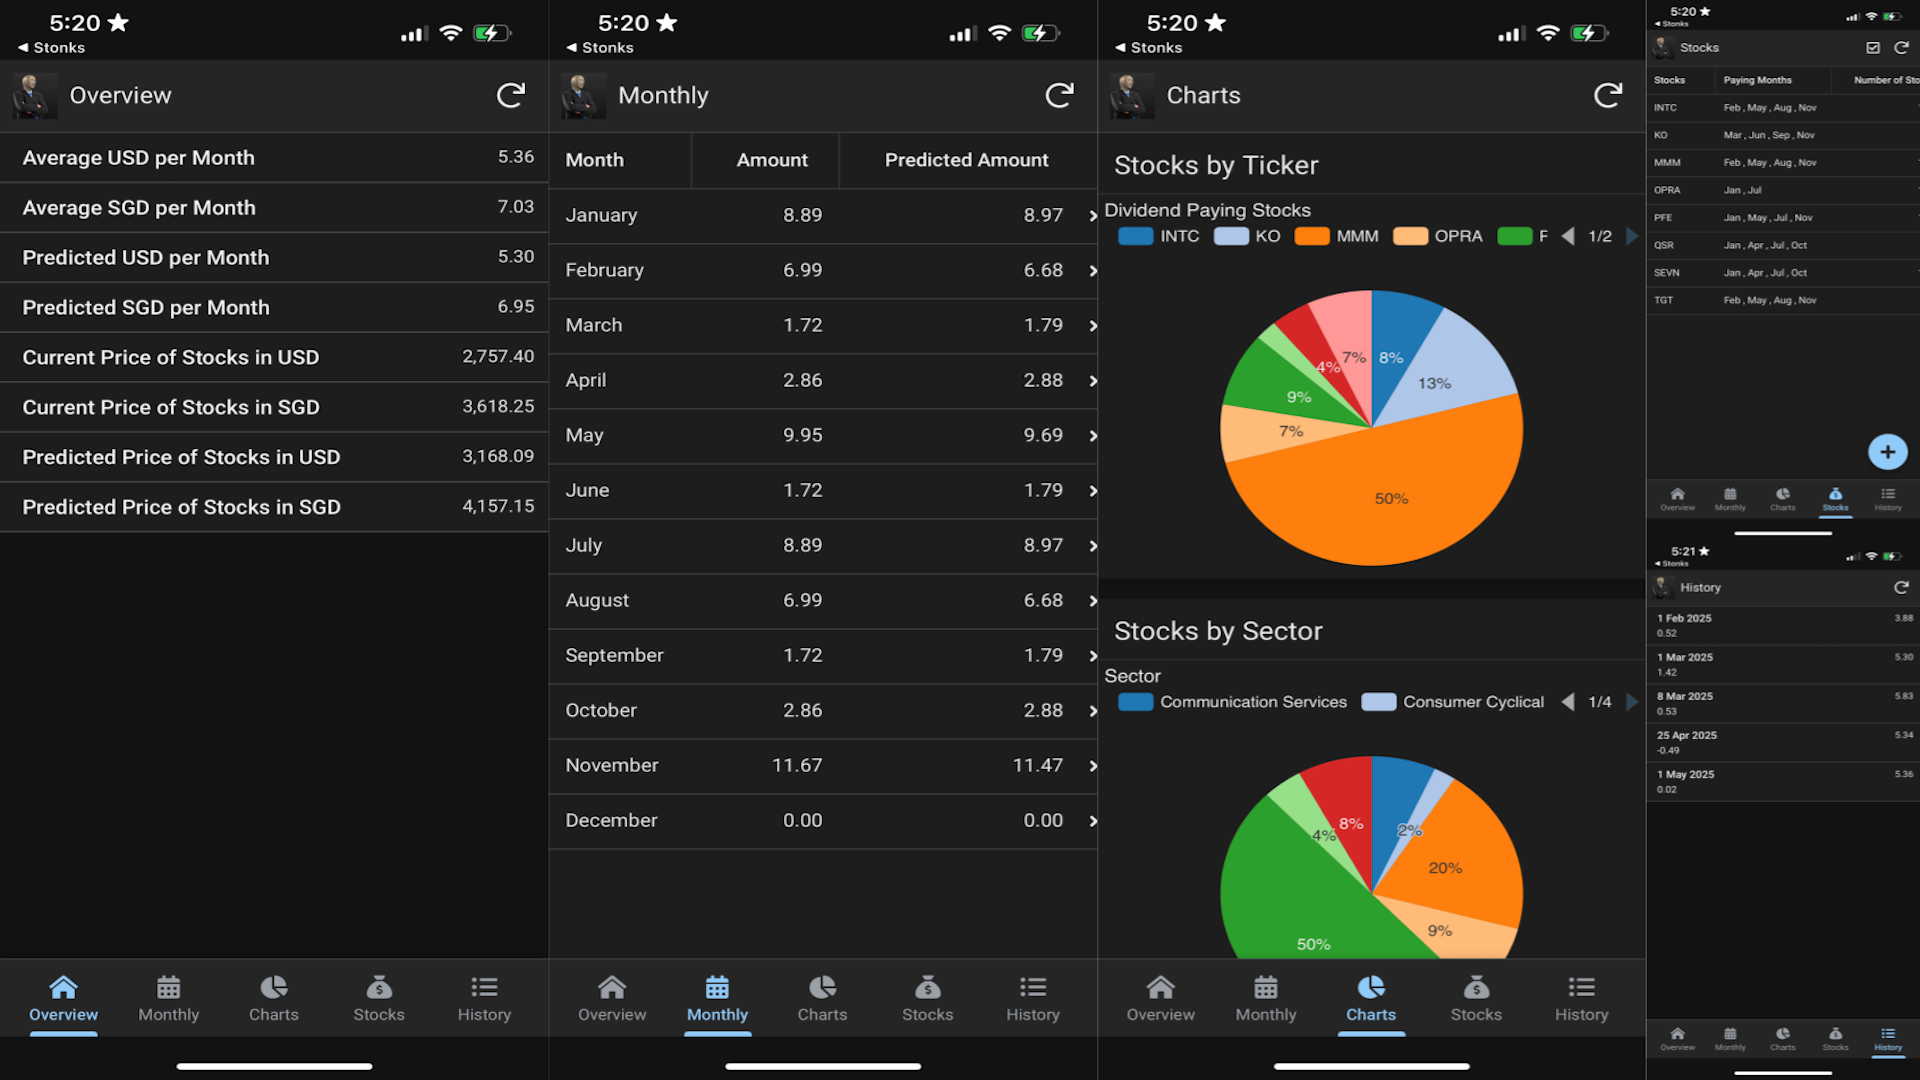 5:20 ★
◀ Stonks
Overview
Average USD per Month 5.36
Average SGD per Month 7.03
Predicted USD per Month 5.30
Predicted SGD per Month 6.95
Current Price of Stocks in USD 2,757.40
Current Price of Stocks in SGD 3,618.25
Predicted Price of Stocks in USD 3,168.09
Predicted Price of Stocks in SGD 4,157.15
Overview Monthly Charts Stocks History
5:20 ★
◀ Stonks
Monthly
Month Amount Predicted Amount
January 8.89 8.97
February 6.99 6.68
March 1.72 1.79
April 2.86 2.88
May 9.95 9.69
June 1.72 1.79
July 8.89 8.97
August 6.99 6.68
September 1.72 1.79
October 2.86 2.88
November 11.67 11.47
December 0.00 0.00
Overview Monthly Charts Stocks History
5:20 ★
◀ Stonks
Charts
Stocks by Ticker
Dividend Paying Stocks
INTC KO MMM OPRA F 1/2
4% 7% 8%
13%
9%
7%
50%
Stocks by Sector
Sector
Communication Services Consumer Cyclical 1/4
4% 8% 2%
20%
9%
50%
Overview Monthly Charts Stocks History
5:20 ★
◀ Stonks
Stocks
Stocks Paying Months Number of Sto
INTC Feb , May , Aug , Nov
KO Mar , Jun , Sep , Nov
MMM Feb , May , Aug , Nov
OPRA Jan , Jul
PFE Jan , May , Jul , Nov
QSR Jan , Apr , Jul , Oct
SEVN Jan , Apr , Jul , Oct
TGT Feb , May , Aug , Nov
+
Overview Monthly Charts Stocks History
5:21 ★
◀ Stonks
History
1 Feb 2025 3.88
0.52
1 Mar 2025 5.30
1.42
8 Mar 2025 5.83
0.53
25 Apr 2025 5.34
-0.49
1 May 2025 5.36
0.02
Overview Monthly Charts Stocks History